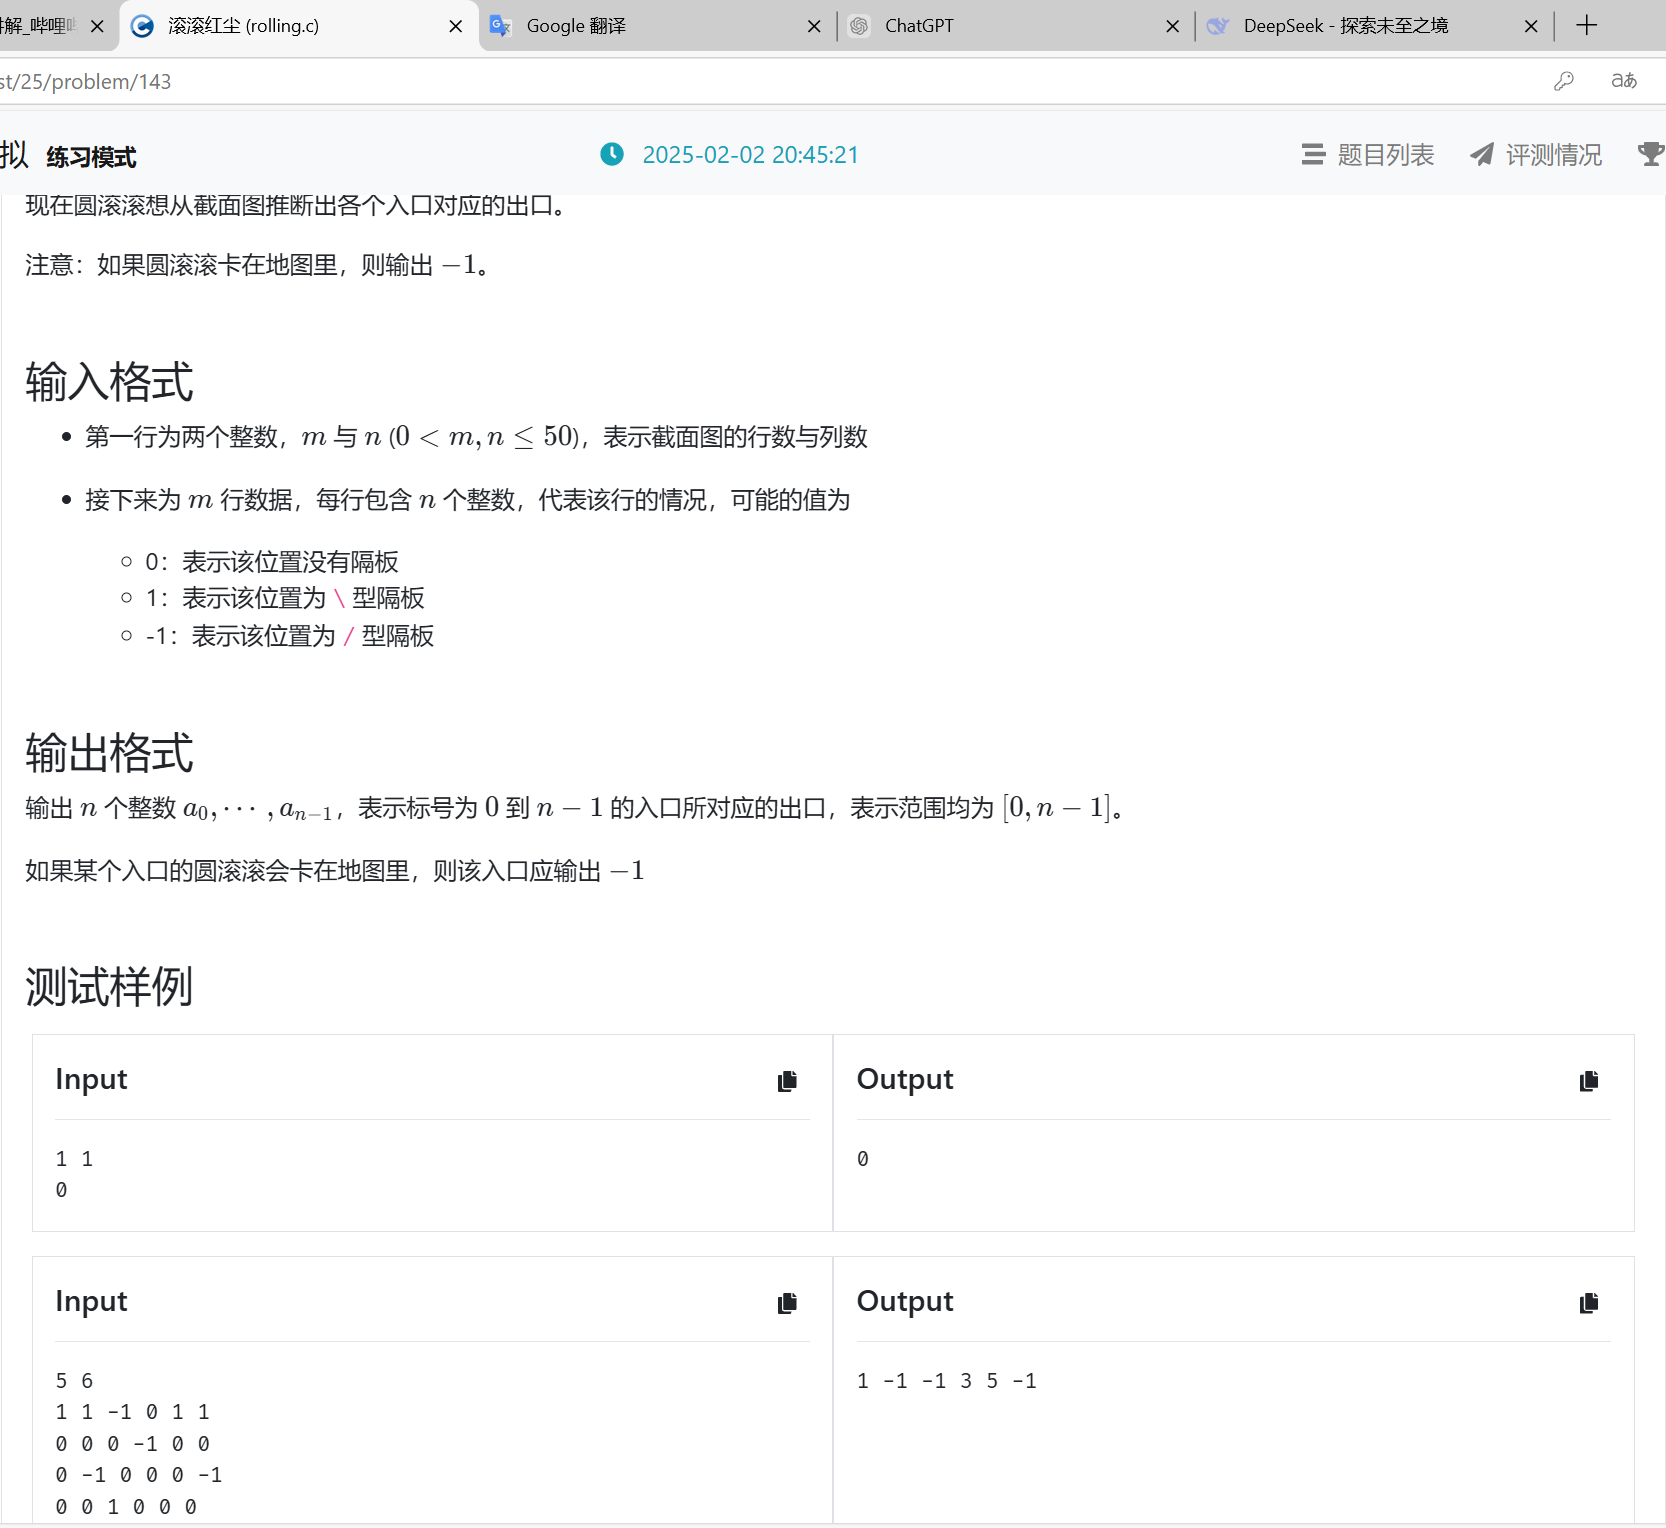 讲解_哔哩哔
滚滚红尘 (rolling.c)
Google 翻译
ChatGPT
DeepSeek - 探索未至之境
st/25/problem/143
aあ
拟 练习模式
2025-02-02 20:45:21
题目列表
评测情况
现在圆滚滚想从截面图推断出各个入口对应的出口。
注意：如果圆滚滚卡在地图里，则输出 −1。
输入格式
• 第一行为两个整数，m 与 n (0 < m, n ≤ 50)，表示截面图的行数与列数
• 接下来为 m 行数据，每行包含 n 个整数，代表该行的情况，可能的值为
◦ 0：表示该位置没有隔板
◦ 1：表示该位置为 \ 型隔板
◦ -1：表示该位置为 / 型隔板
输出格式
输出 n 个整数 a₀, ⋯ , aₙ₋₁，表示标号为 0 到 n − 1 的入口所对应的出口，表示范围均为 [0, n − 1]。
如果某个入口的圆滚滚会卡在地图里，则该入口应输出 −1
测试样例
Input
1 1
0
Output
0
Input
5 6
1 1 -1 0 1 1
0 0 0 -1 0 0
0 -1 0 0 0 -1
0 0 1 0 0 0
Output
1 -1 -1 3 5 -1